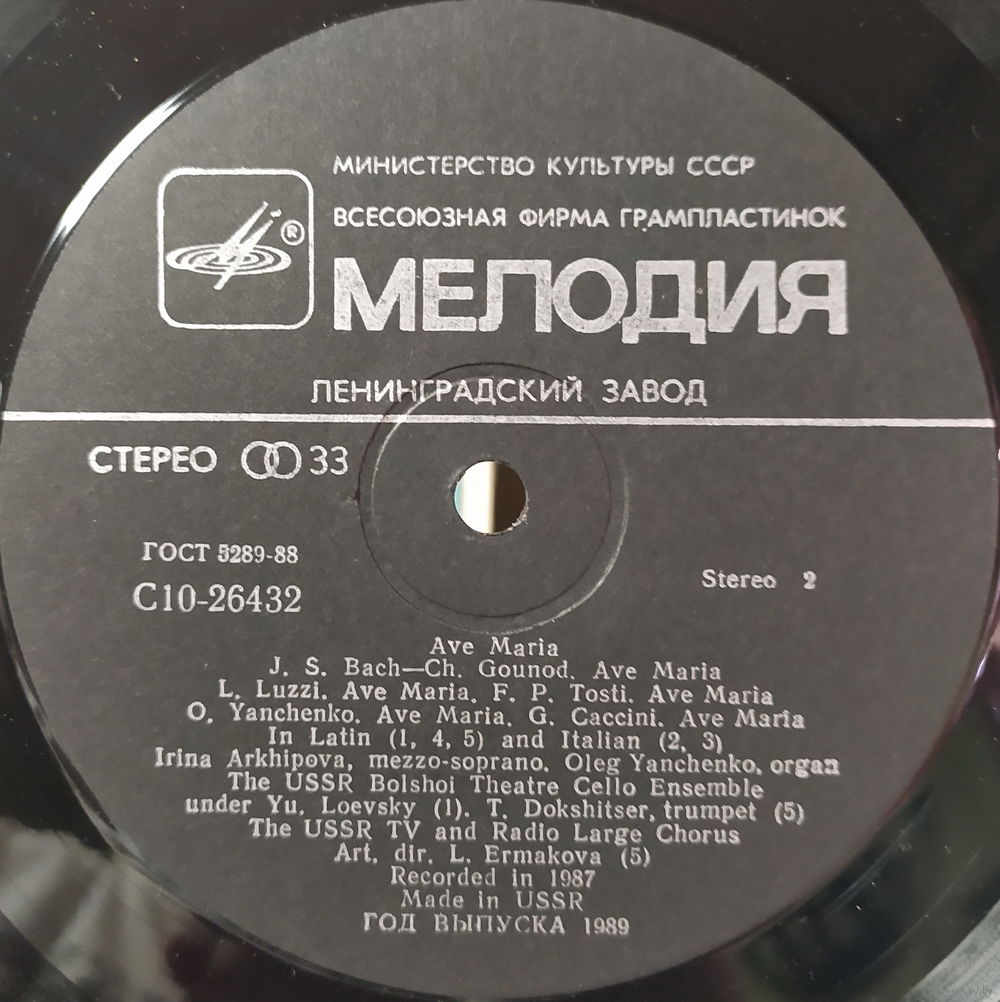 МИНИСТЕРСТВО КУЛЬТУРЫ СССР
ВСЕСОЮЗНАЯ ФИРМА ГРАМПЛАСТИНОК
®
МЕЛОДИЯ
ЛЕНИНГРАДСКИЙ ЗАВОД
СТЕРЕО 33
ГОСТ 5289-88
С10-26432
Stereo 2
Ave Maria
J. S. Bach—Ch. Gounod. Ave Maria
L. Luzzi. Ave Maria. F. P. Tosti. Ave Maria
O. Yanchenko. Ave Maria. G. Caccini. Ave Maria
In Latin (1, 4, 5) and Italian (2, 3)
Irina Arkhipova, mezzo-soprano. Oleg Yanchenko, organ
The USSR Bolshoi Theatre Cello Ensemble
under Yu. Loevsky (1). T. Dokshitser, trumpet (5)
The USSR TV and Radio Large Chorus
Art. dir. L. Ermakova (5)
Recorded in 1987
Made in USSR
ГОД ВЫПУСКА 1989